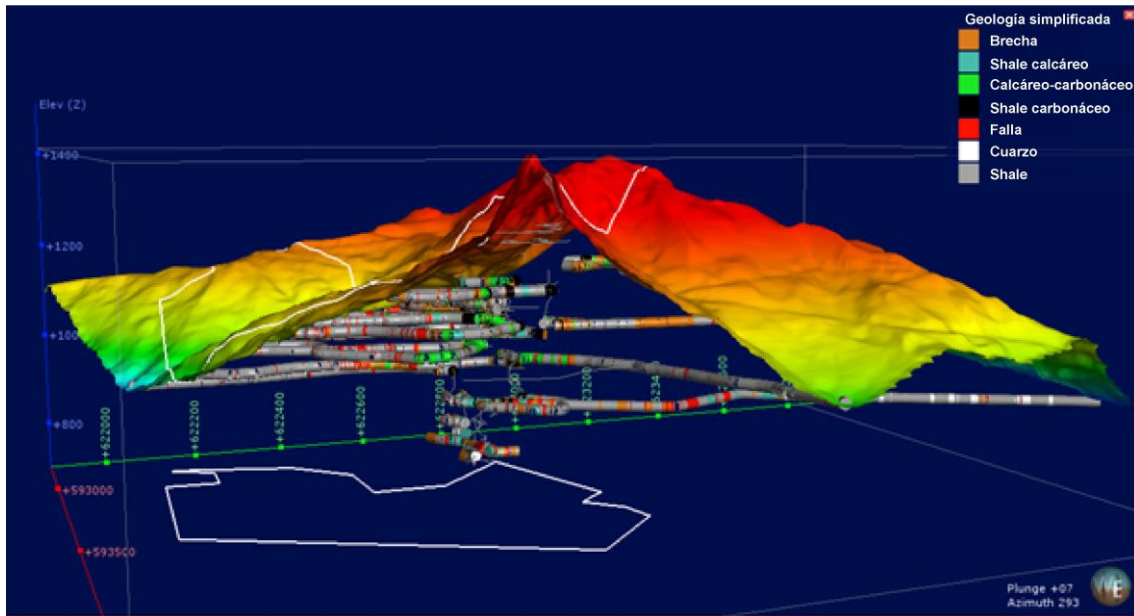 Geología simplificada
Brecha
Shale calcáreo
Calcáreo-carbonáceo
Shale carbonáceo
Falla
Cuarzo
Shale
Elev (Z)
+1400
+1200
+1000
+800
+622000
+622200
+622400
+622600
+593000
+593500
Plunge +07
Azimuth 293
E